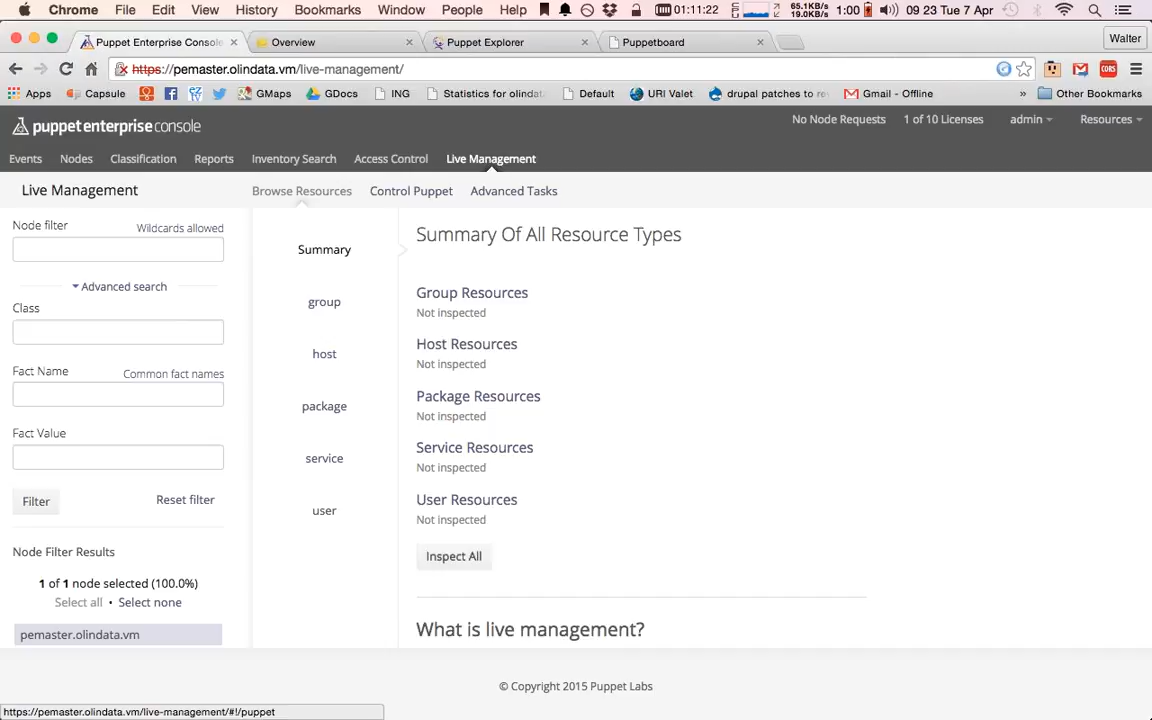 Chrome File Edit View History Bookmarks Window People Help 01:11:22 65.1KB/s 19.0KB/s 1:00 09 23 Tue 7 Apr
Puppet Enterprise Console Overview Puppet Explorer Puppetboard Walter
https://pemaster.olindata.vm/live-management/
Apps Capsule GMaps GDocs ING Statistics for olindata Default URI Valet drupal patches to rev Gmail - Offline » Other Bookmarks
puppet enterprise console No Node Requests 1 of 10 Licenses admin Resources
Events Nodes Classification Reports Inventory Search Access Control Live Management
Live Management Browse Resources Control Puppet Advanced Tasks
Node filter Wildcards allowed
Advanced search
Class
Fact Name Common fact names
Fact Value
Filter Reset filter
Node Filter Results
1 of 1 node selected (100.0%)
Select all • Select none
pemaster.olindata.vm
Summary
group
host
package
service
user
Summary Of All Resource Types
Group Resources
Not inspected
Host Resources
Not inspected
Package Resources
Not inspected
Service Resources
Not inspected
User Resources
Not inspected
Inspect All
What is live management?
© Copyright 2015 Puppet Labs
https://pemaster.olindata.vm/live-management/#!/puppet